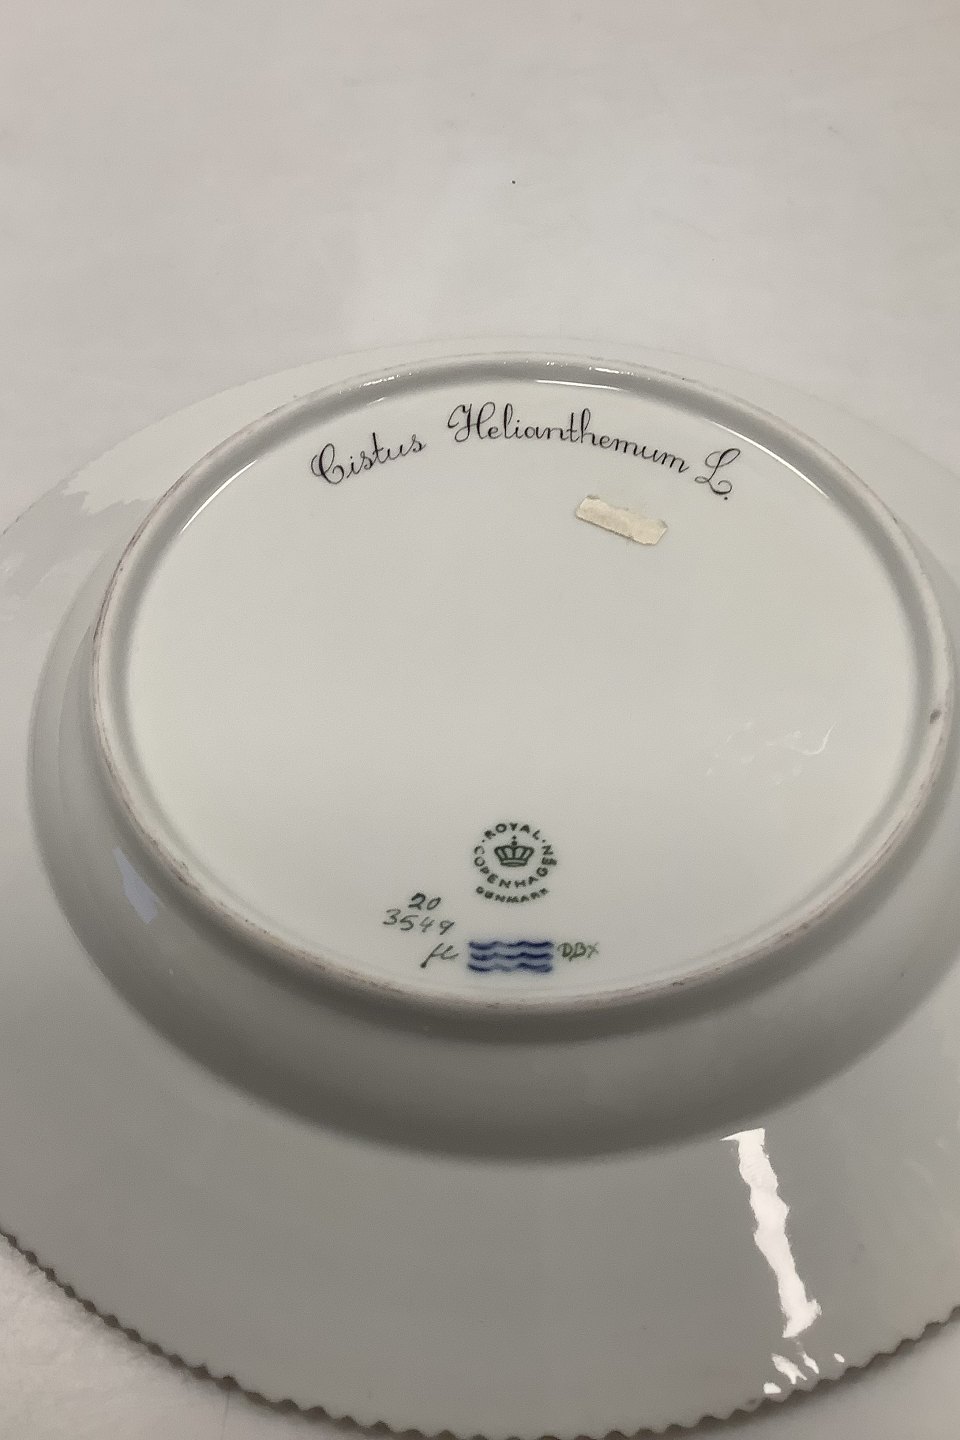 Cistus Helianthemum L.
ROYAL
COPENHAGEN
DENMARK
20
3549
DBX